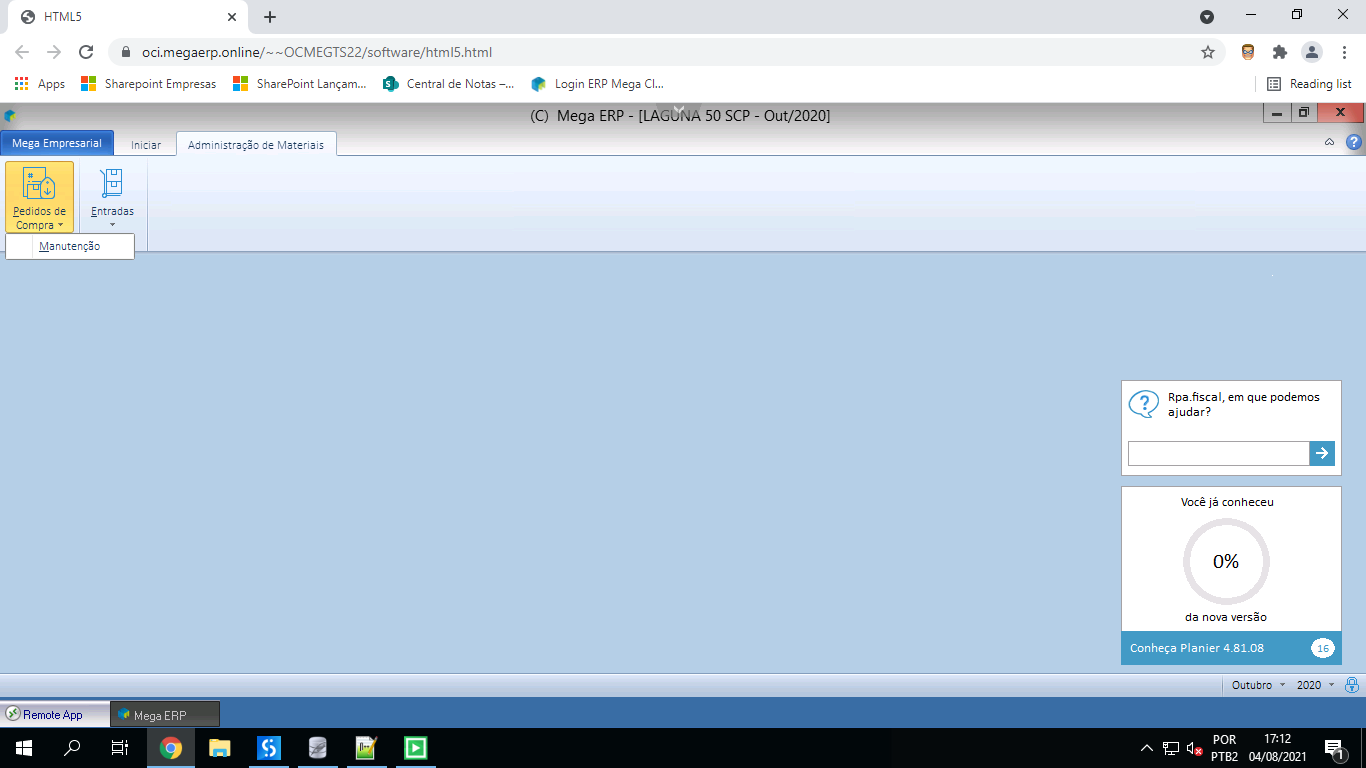 HTML5
oci.megaerp.online/~~OCMEGTS22/software/html5.html
Apps
Sharepoint Empresas
SharePoint Lançam...
Central de Notas –...
Login ERP Mega Cl...
Reading list
(C) Mega ERP - [LAGUNA 50 SCP - Out/2020]
Mega Empresarial
Iniciar
Administração de Materiais
Pedidos de
Compra
Entradas
Manutenção
Rpa.fiscal, em que podemos
ajudar?
Você já conheceu
0%
da nova versão
Conheça Planier 4.81.08
16
Outubro
2020
Remote App
Mega ERP
POR
PTB2
17:12
04/08/2021
1